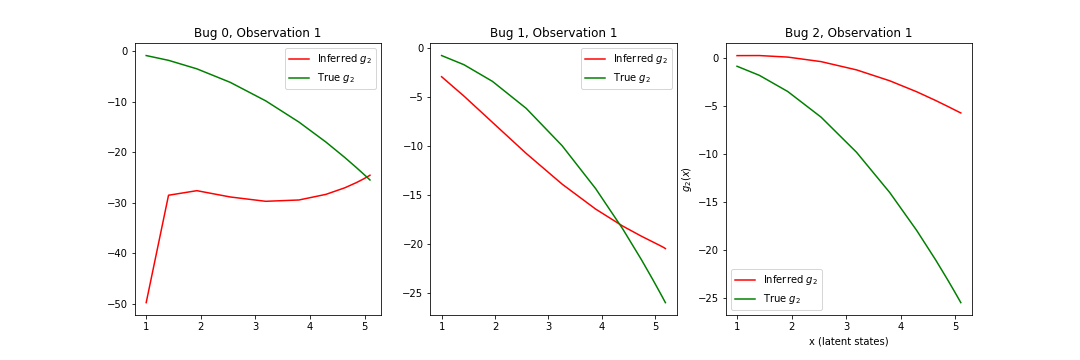 Bug 0, Observation 1
0
−10
−20
−30
−40
−50
1 2 3 4 5
Inferred g₂
True g₂
Bug 1, Observation 1
0
−5
−10
−15
−20
−25
1 2 3 4 5
Inferred g₂
True g₂
Bug 2, Observation 1
g₂(x)
0
−5
−10
−15
−20
−25
1 2 3 4 5
x (latent states)
Inferred g₂
True g₂